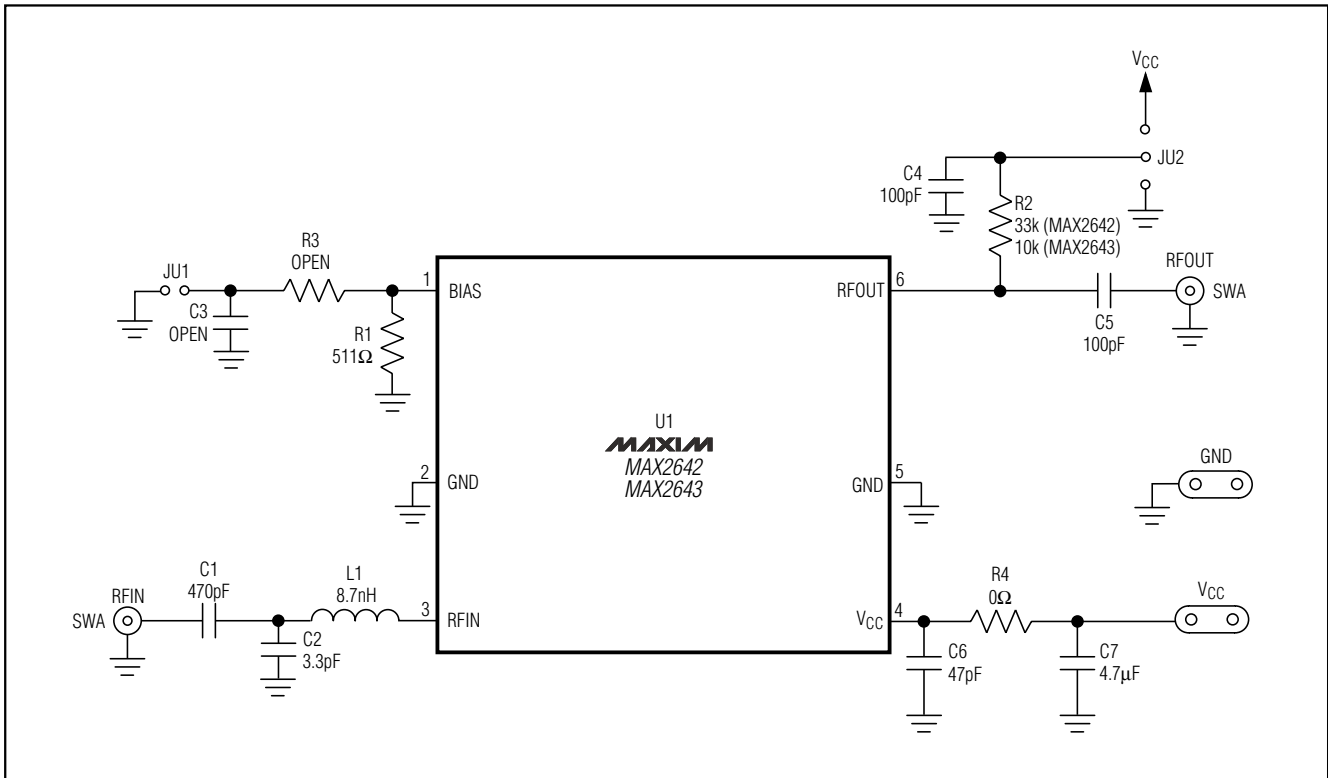 VCC
JU2
C4
100pF
R2
33k (MAX2642)
10k (MAX2643)
R3
OPEN
JU1
C3
OPEN
1
BIAS
R1
511Ω
RFOUT
6
RFOUT
SWA
C5
100pF
U1
MAXIM
MAX2642
MAX2643
2
GND
GND
5
GND
C1
470pF
L1
8.7nH
RFIN
SWA
3
RFIN
C2
3.3pF
VCC
4
R4
0Ω
VCC
C6
47pF
C7
4.7μF